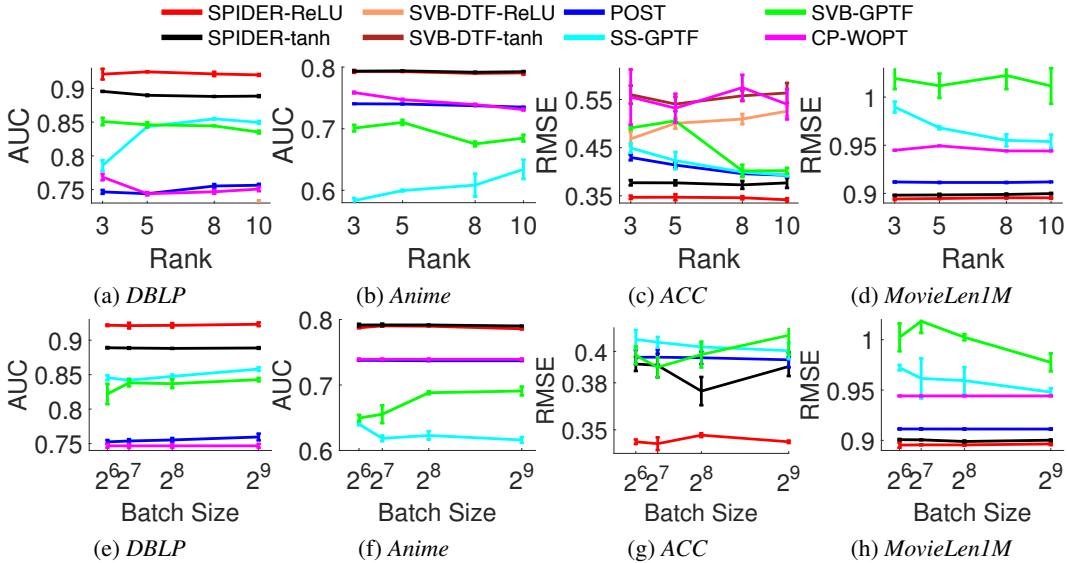 SPIDER-ReLU SVB-DTF-ReLU POST SVB-GPTF
SPIDER-tanh SVB-DTF-tanh SS-GPTF CP-WOPT
AUC
0.9
0.85
0.8
0.75
3 5 8 10
Rank
(a) DBLP
AUC
0.8
0.7
0.6
3 5 8 10
Rank
(b) Anime
RMSE
0.55
0.45
0.35
3 5 8 10
Rank
(c) ACC
RMSE
1
0.95
0.9
3 5 8 10
Rank
(d) MovieLen1M
AUC
0.9
0.85
0.8
0.75
2^6 2^7 2^8 2^9
Batch Size
(e) DBLP
AUC
0.8
0.7
0.6
2^6 2^7 2^8 2^9
Batch Size
(f) Anime
RMSE
0.4
0.38
0.35
2^6 2^7 2^8 2^9
Batch Size
(g) ACC
RMSE
1
0.95
0.9
2^6 2^7 2^8 2^9
Batch Size
(h) MovieLen1M